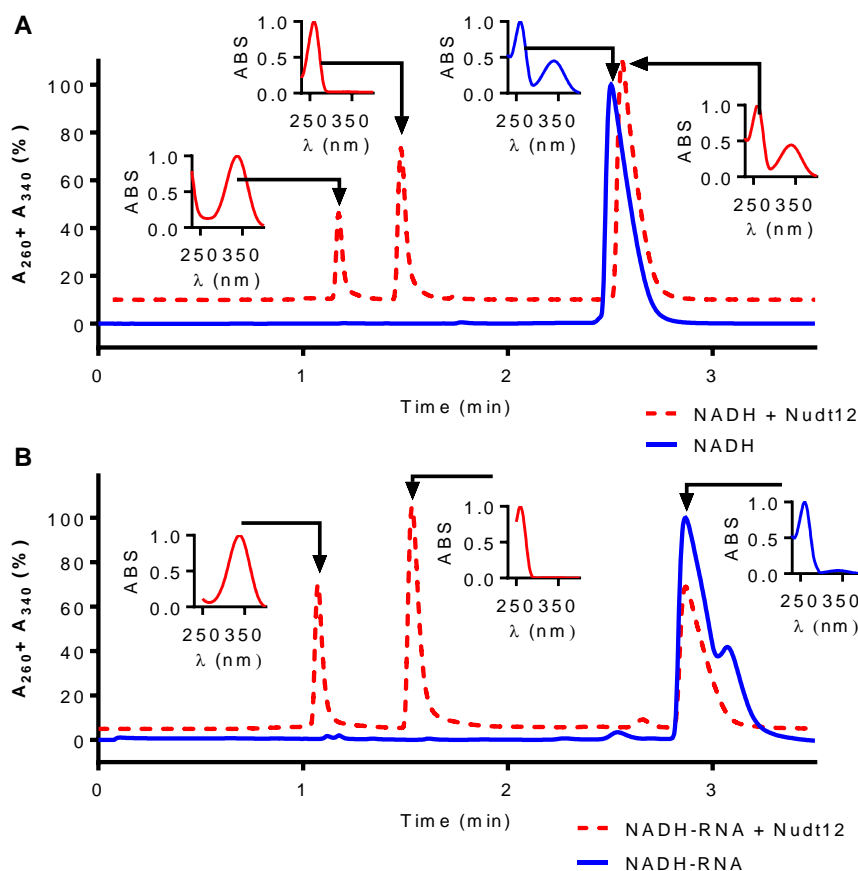 A
A260+ A340 (%)
100
80
60
40
20
0
ABS
1.0
0.5
0.0
250 350
λ (nm)
ABS
1.0
0.5
0.0
250 350
λ (nm)
ABS
1.0
0.5
0.0
250 350
λ (nm)
ABS
1.0
0.5
0.0
250 350
λ (nm)
0 1 2 3
Time (min)
NADH + Nudt12
NADH
B
A260+ A340 (%)
100
80
60
40
20
0
ABS
1.0
0.5
0.0
250 350
λ (nm)
ABS
1.0
0.5
0.0
250 350
λ (nm)
ABS
1.0
0.5
0.0
250 350
λ (nm)
0 1 2 3
Time (min)
NADH-RNA + Nudt12
NADH-RNA